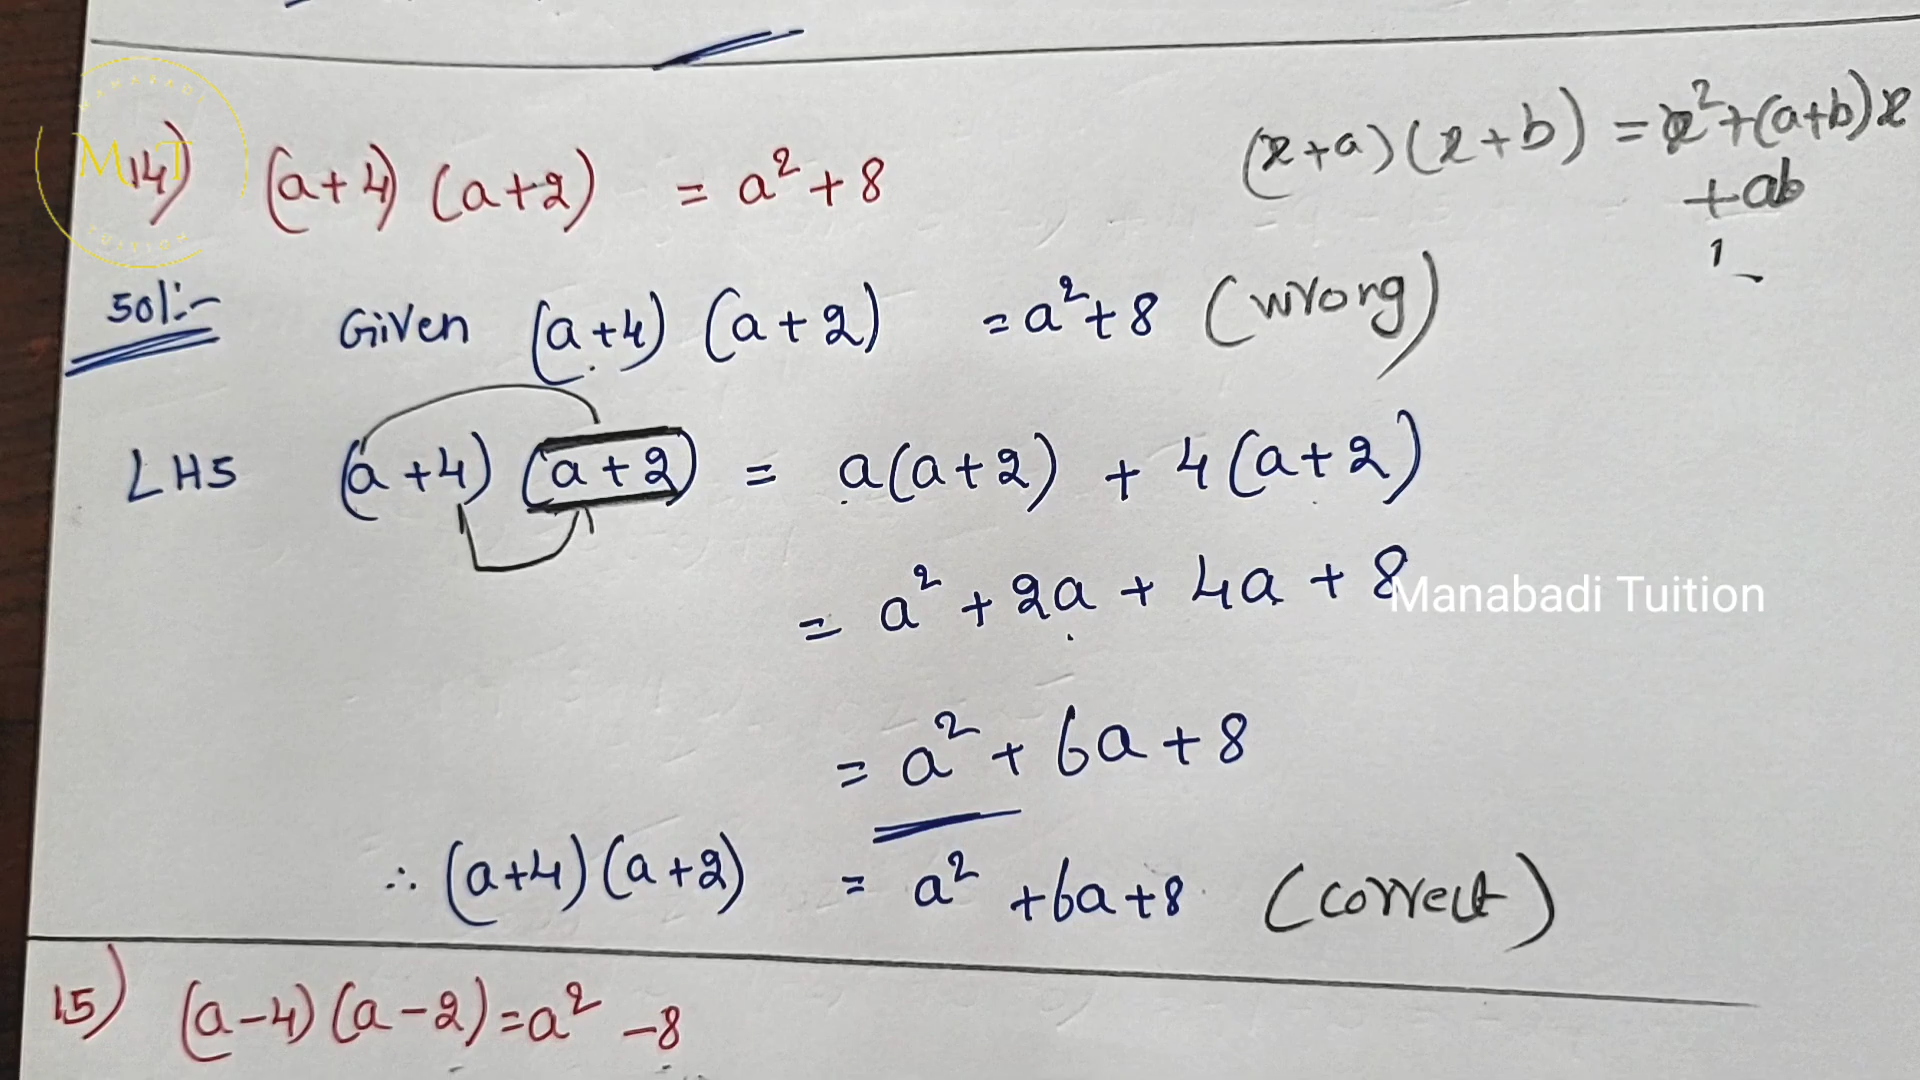 14) (a+4) (a+2) = a²+8
(x+a)(x+b) = x²+(a+b)x
+ab
MT
Sol:- Given (a+4) (a+2) = a²+8 (wrong)
LHS (a+4) (a+2) = a(a+2) + 4(a+2)
= a² + 2a + 4a + 8
Manabadi Tuition
= a² + 6a + 8
∴ (a+4)(a+2) = a² +6a+8 (correct)
15) (a-4)(a-2)=a² -8